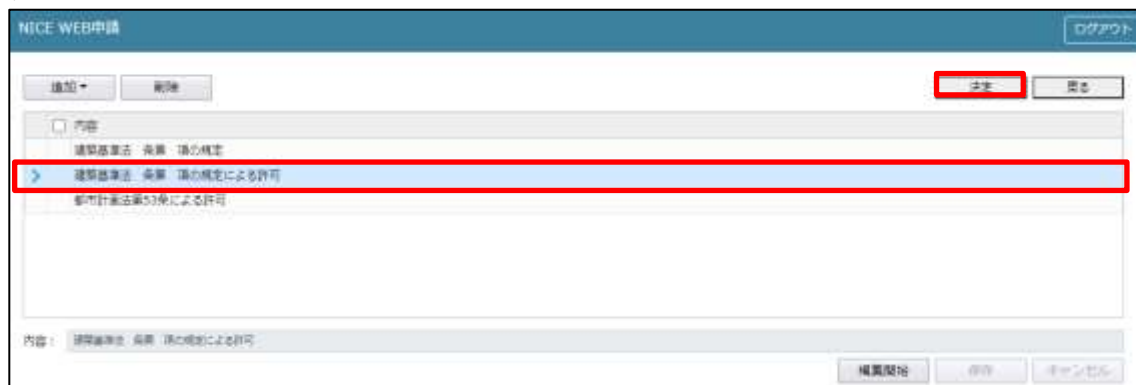 NICE WEB申請
ログアウト
追加 削除 決定 戻る
内容
建築基準法 条第 項の規定
建築基準法 条第 項の規定による許可
都市計画法第53条による許可
内容： 建築基準法 条第 項の規定による許可
編集開始 保存 キャンセル